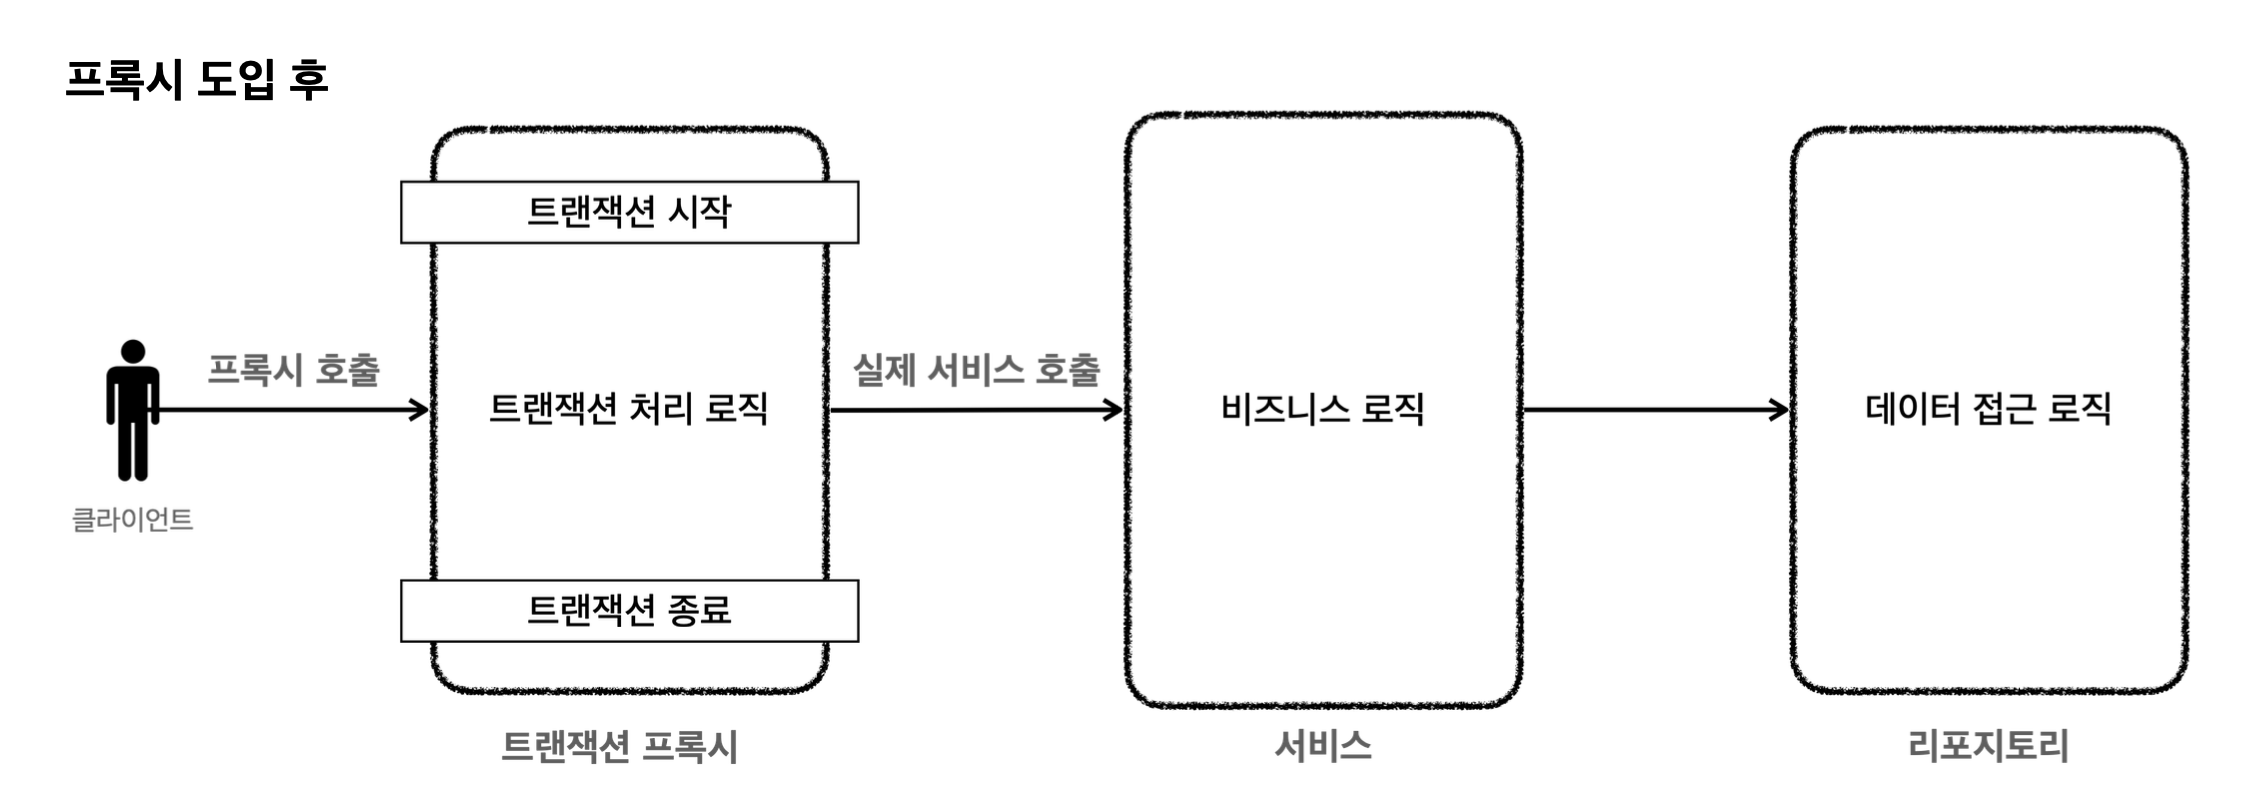 프록시 도입 후
트랜잭션 시작
프록시 호출
실제 서비스 호출
트랜잭션 처리 로직
비즈니스 로직
데이터 접근 로직
클라이언트
트랜잭션 종료
트랜잭션 프록시
서비스
리포지토리